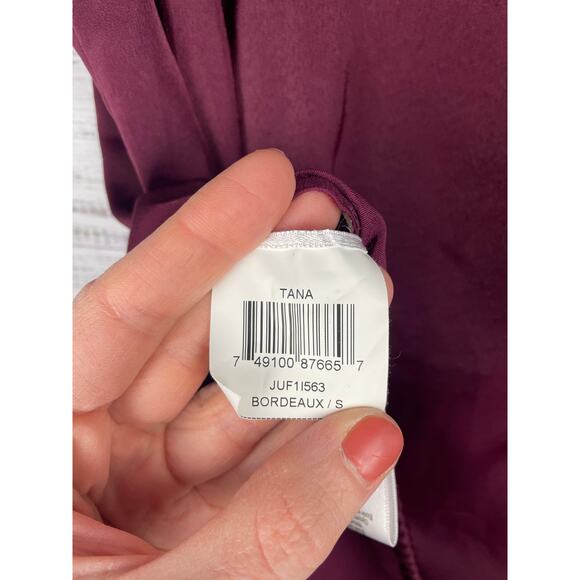 TANA
7 49100 87665 7
JUF1I563
BORDEAUX / S